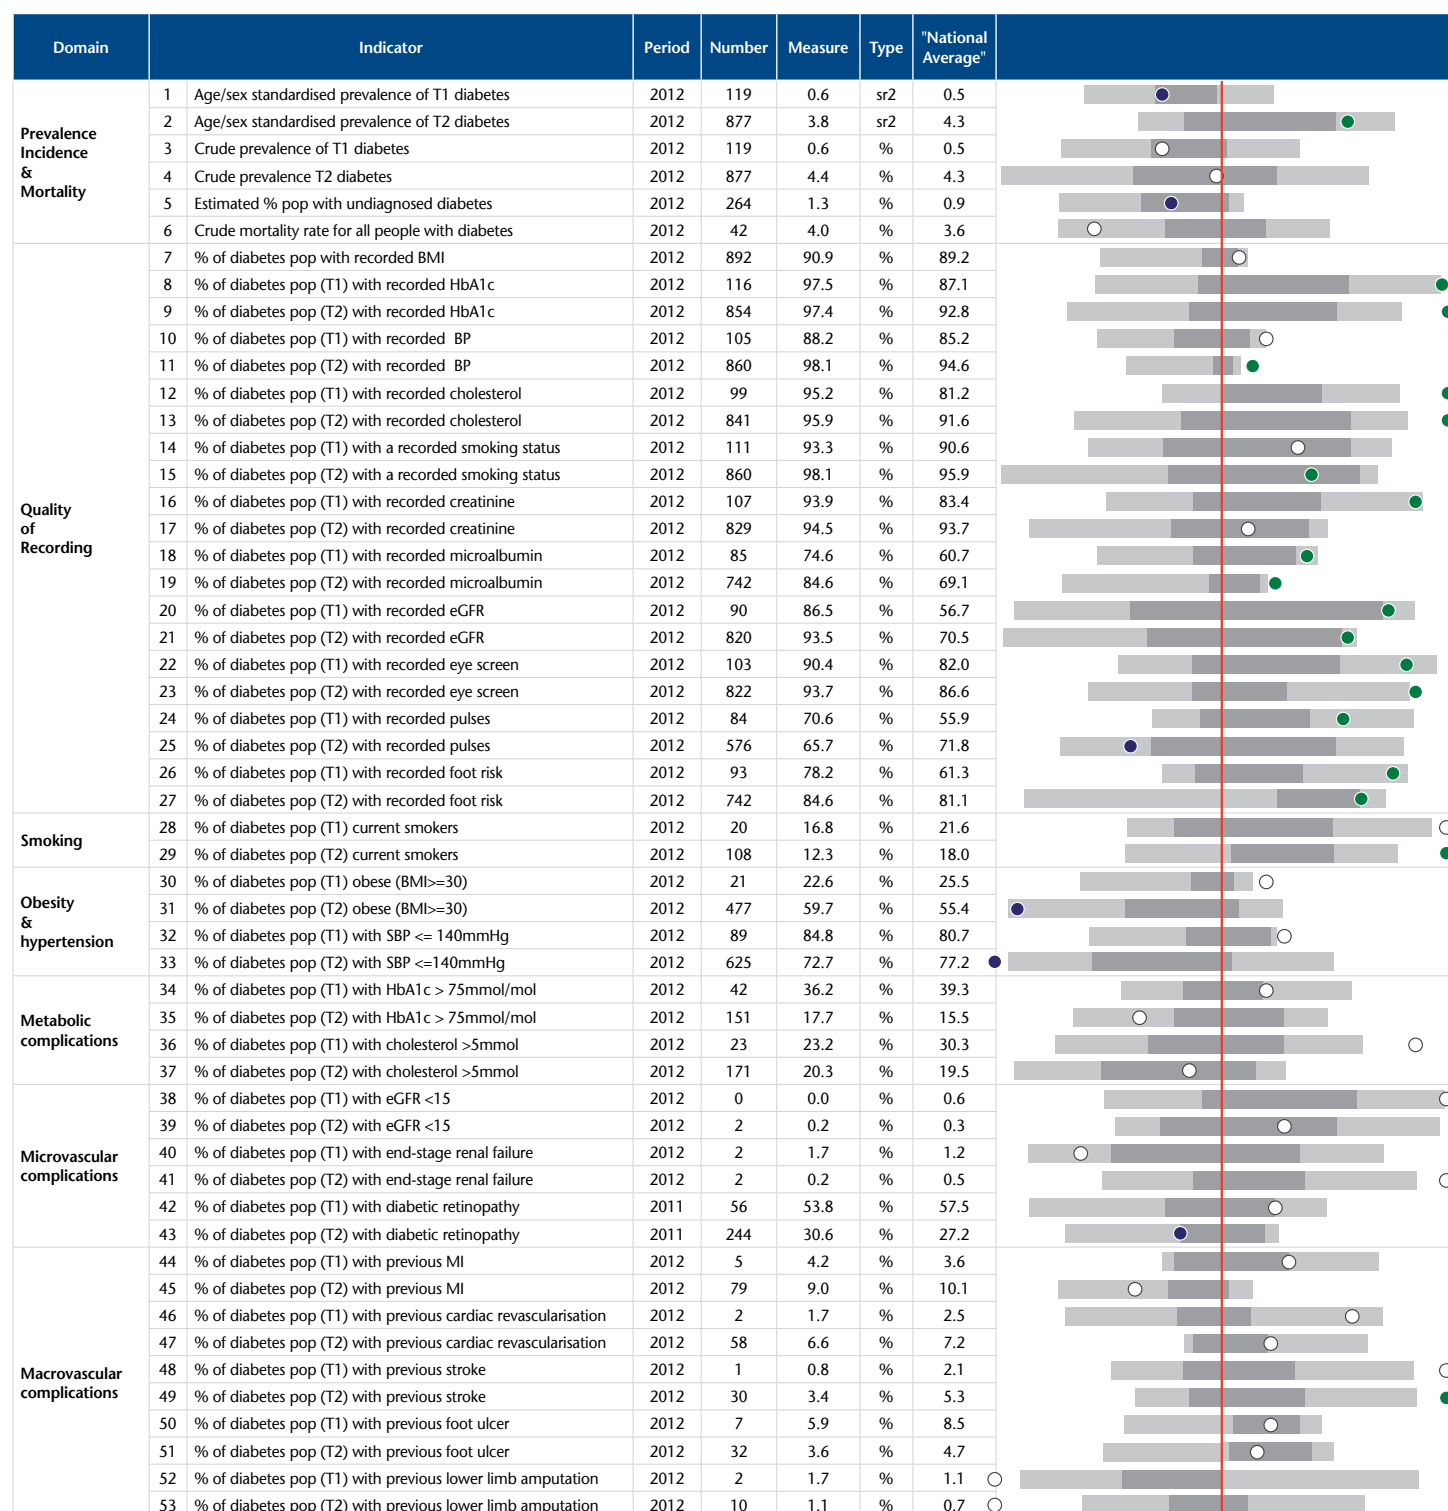 Domain Indicator Period Number Measure Type "National Average"
Prevalence
Incidence
&
Mortality
1 Age/sex standardised prevalence of T1 diabetes 2012 119 0.6 sr2 0.5
2 Age/sex standardised prevalence of T2 diabetes 2012 877 3.8 sr2 4.3
3 Crude prevalence of T1 diabetes 2012 119 0.6 % 0.5
4 Crude prevalence T2 diabetes 2012 877 4.4 % 4.3
5 Estimated % pop with undiagnosed diabetes 2012 264 1.3 % 0.9
6 Crude mortality rate for all people with diabetes 2012 42 4.0 % 3.6
Quality
of
Recording
7 % of diabetes pop with recorded BMI 2012 892 90.9 % 89.2
8 % of diabetes pop (T1) with recorded HbA1c 2012 116 97.5 % 87.1
9 % of diabetes pop (T2) with recorded HbA1c 2012 854 97.4 % 92.8
10 % of diabetes pop (T1) with recorded BP 2012 105 88.2 % 85.2
11 % of diabetes pop (T2) with recorded BP 2012 860 98.1 % 94.6
12 % of diabetes pop (T1) with recorded cholesterol 2012 99 95.2 % 81.2
13 % of diabetes pop (T2) with recorded cholesterol 2012 841 95.9 % 91.6
14 % of diabetes pop (T1) with a recorded smoking status 2012 111 93.3 % 90.6
15 % of diabetes pop (T2) with a recorded smoking status 2012 860 98.1 % 95.9
16 % of diabetes pop (T1) with recorded creatinine 2012 107 93.9 % 83.4
17 % of diabetes pop (T2) with recorded creatinine 2012 829 94.5 % 93.7
18 % of diabetes pop (T1) with recorded microalbumin 2012 85 74.6 % 60.7
19 % of diabetes pop (T2) with recorded microalbumin 2012 742 84.6 % 69.1
20 % of diabetes pop (T1) with recorded eGFR 2012 90 86.5 % 56.7
21 % of diabetes pop (T2) with recorded eGFR 2012 820 93.5 % 70.5
22 % of diabetes pop (T1) with recorded eye screen 2012 103 90.4 % 82.0
23 % of diabetes pop (T2) with recorded eye screen 2012 822 93.7 % 86.6
24 % of diabetes pop (T1) with recorded pulses 2012 84 70.6 % 55.9
25 % of diabetes pop (T2) with recorded pulses 2012 576 65.7 % 71.8
26 % of diabetes pop (T1) with recorded foot risk 2012 93 78.2 % 61.3
27 % of diabetes pop (T2) with recorded foot risk 2012 742 84.6 % 81.1
Smoking
28 % of diabetes pop (T1) current smokers 2012 20 16.8 % 21.6
29 % of diabetes pop (T2) current smokers 2012 108 12.3 % 18.0
Obesity
&
hypertension
30 % of diabetes pop (T1) obese (BMI>=30) 2012 21 22.6 % 25.5
31 % of diabetes pop (T2) obese (BMI>=30) 2012 477 59.7 % 55.4
32 % of diabetes pop (T1) with SBP <= 140mmHg 2012 89 84.8 % 80.7
33 % of diabetes pop (T2) with SBP <=140mmHg 2012 625 72.7 % 77.2
Metabolic
complications
34 % of diabetes pop (T1) with HbA1c > 75mmol/mol 2012 42 36.2 % 39.3
35 % of diabetes pop (T2) with HbA1c > 75mmol/mol 2012 151 17.7 % 15.5
36 % of diabetes pop (T1) with cholesterol >5mmol 2012 23 23.2 % 30.3
37 % of diabetes pop (T2) with cholesterol >5mmol 2012 171 20.3 % 19.5
Microvascular
complications
38 % of diabetes pop (T1) with eGFR <15 2012 0 0.0 % 0.6
39 % of diabetes pop (T2) with eGFR <15 2012 2 0.2 % 0.3
40 % of diabetes pop (T1) with end-stage renal failure 2012 2 1.7 % 1.2
41 % of diabetes pop (T2) with end-stage renal failure 2012 2 0.2 % 0.5
42 % of diabetes pop (T1) with diabetic retinopathy 2011 56 53.8 % 57.5
43 % of diabetes pop (T2) with diabetic retinopathy 2011 244 30.6 % 27.2
Macrovascular
complications
44 % of diabetes pop (T1) with previous MI 2012 5 4.2 % 3.6
45 % of diabetes pop (T2) with previous MI 2012 79 9.0 % 10.1
46 % of diabetes pop (T1) with previous cardiac revascularisation 2012 2 1.7 % 2.5
47 % of diabetes pop (T2) with previous cardiac revascularisation 2012 58 6.6 % 7.2
48 % of diabetes pop (T1) with previous stroke 2012 1 0.8 % 2.1
49 % of diabetes pop (T2) with previous stroke 2012 30 3.4 % 5.3
50 % of diabetes pop (T1) with previous foot ulcer 2012 7 5.9 % 8.5
51 % of diabetes pop (T2) with previous foot ulcer 2012 32 3.6 % 4.7
52 % of diabetes pop (T1) with previous lower limb amputation 2012 2 1.7 % 1.1
53 % of diabetes pop (T2) with previous lower limb amputation 2012 10 1.1 % 0.7